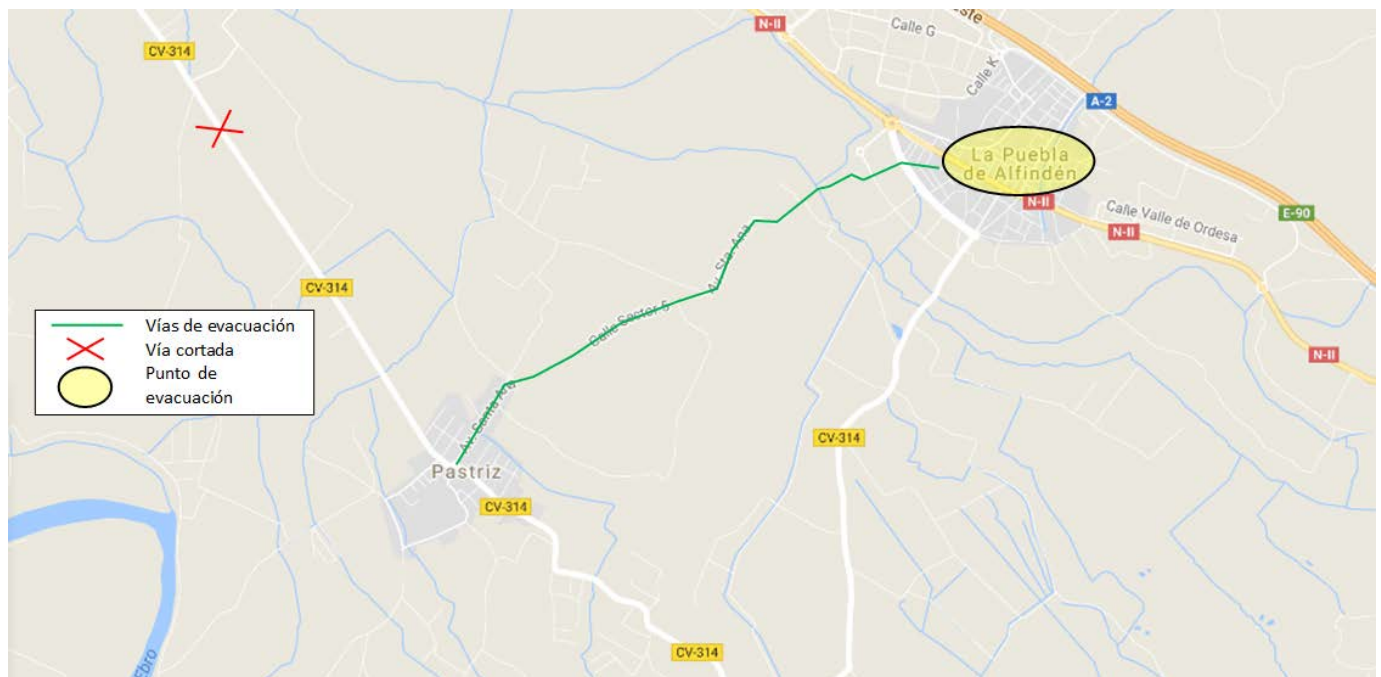 N-II
este
Calle G
CV-314
Calle K
A-2
La Puebla
de Alfindén
N-II
Calle Valle de Ordesa
E-90
N-II
Av. Sta. Ana
CV-314
Calle Sector 6
Vías de evacuación
Vía cortada
Punto de
evacuación
N-II
Av. Santa Ana
CV-314
Pastriz
CV-314
CV-314
Ebro